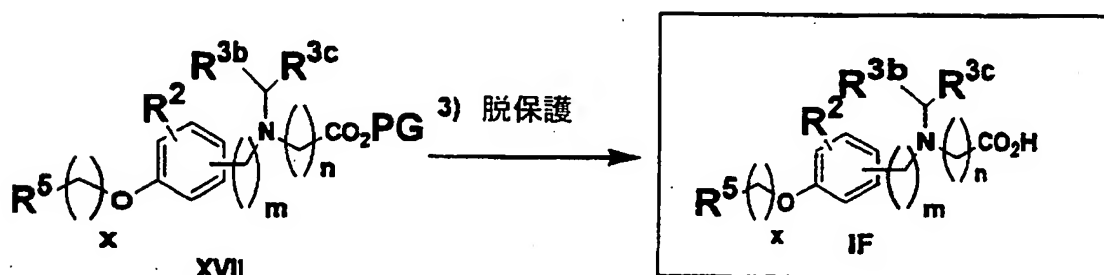 R3b R3c R3b R3c
R2 R2
N ( )n CO2PG 3) 脱保護 N ( )n CO2H
R5 ( )x O ( )m R5 ( )x O ( )m
XVII IF